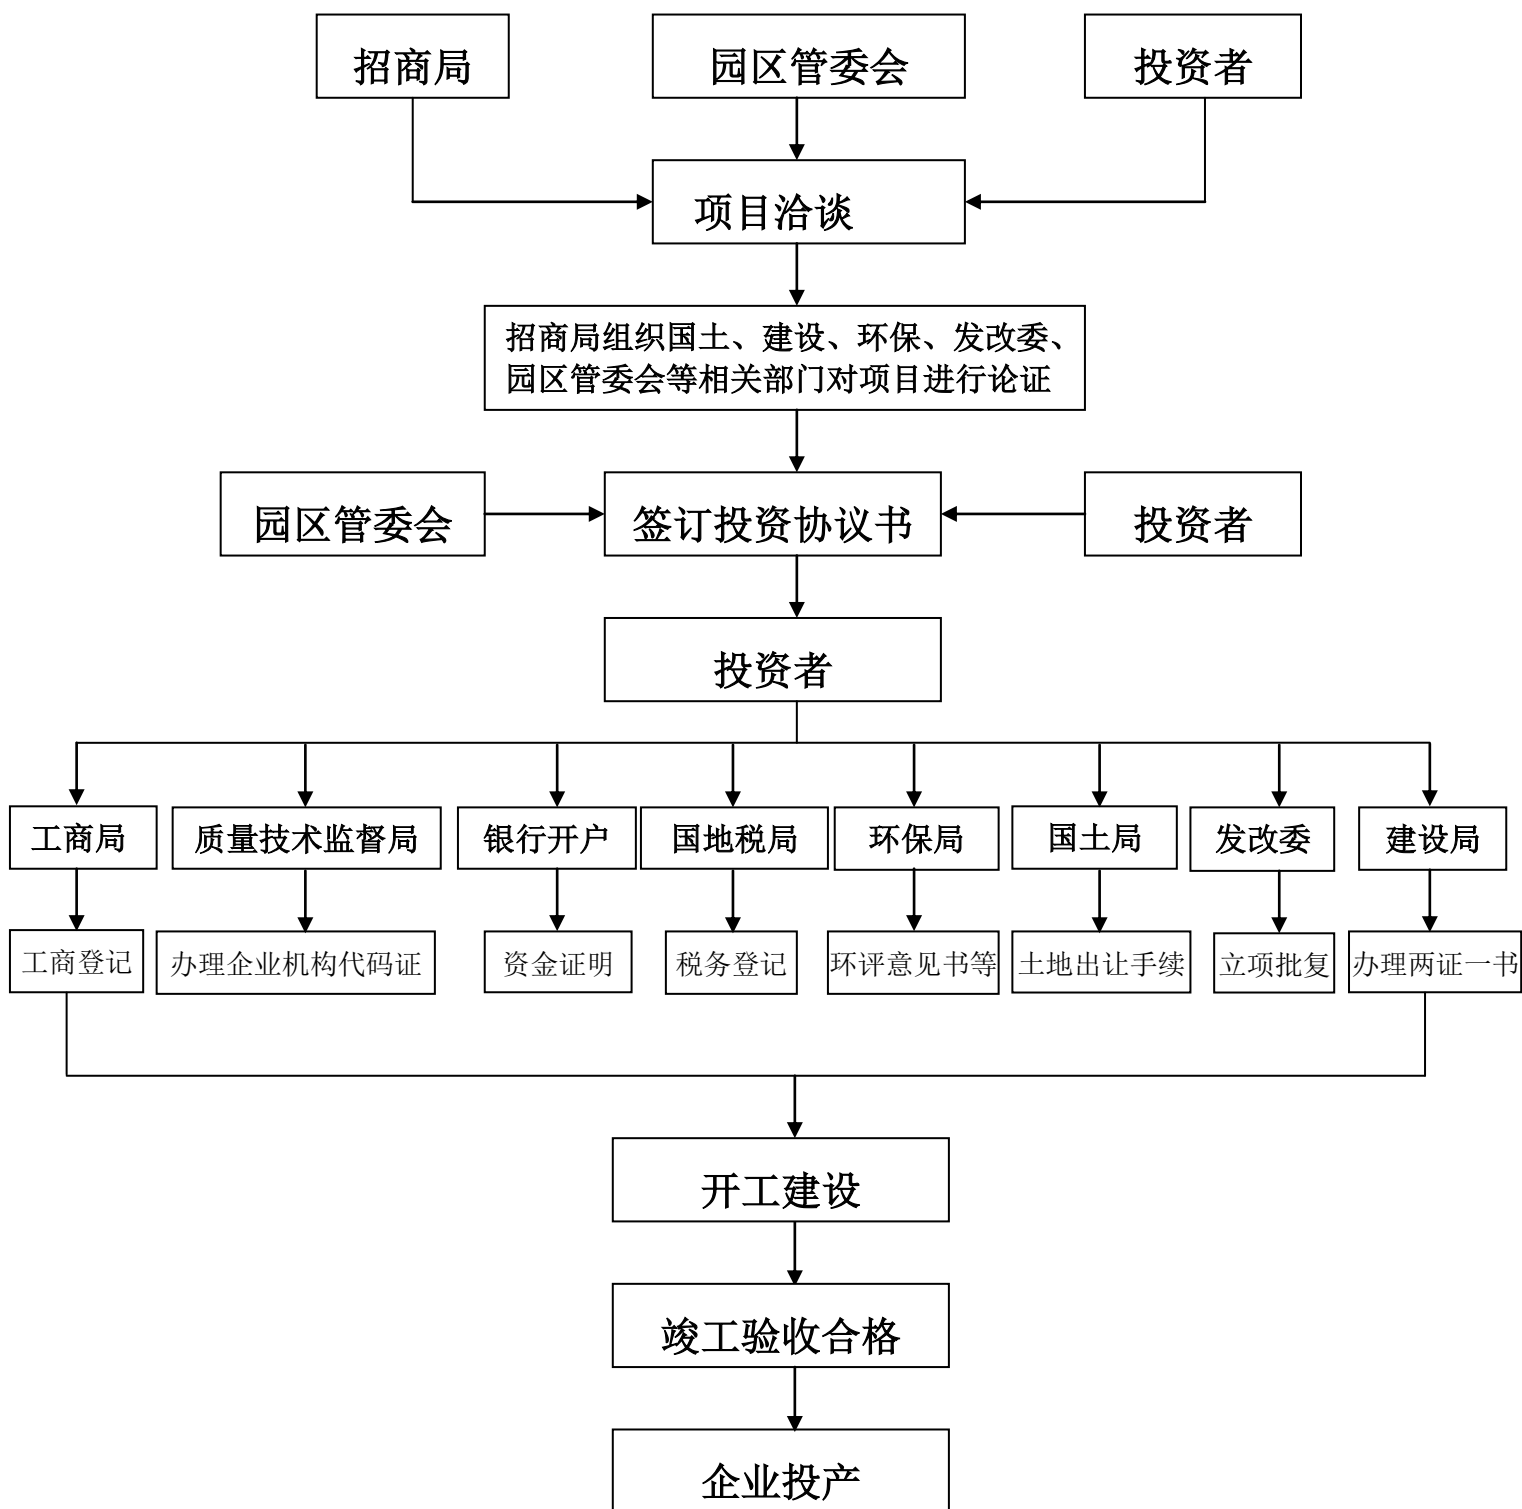 招商局
园区管委会
投资者
项目洽谈
招商局组织国土、建设、环保、发改委、
园区管委会等相关部门对项目进行论证
园区管委会
签订投资协议书
投资者
投资者
工商局
质量技术监督局
银行开户
国地税局
环保局
国土局
发改委
建设局
工商登记
办理企业机构代码证
资金证明
税务登记
环评意见书等
土地出让手续
立项批复
办理两证一书
开工建设
竣工验收合格
企业投产